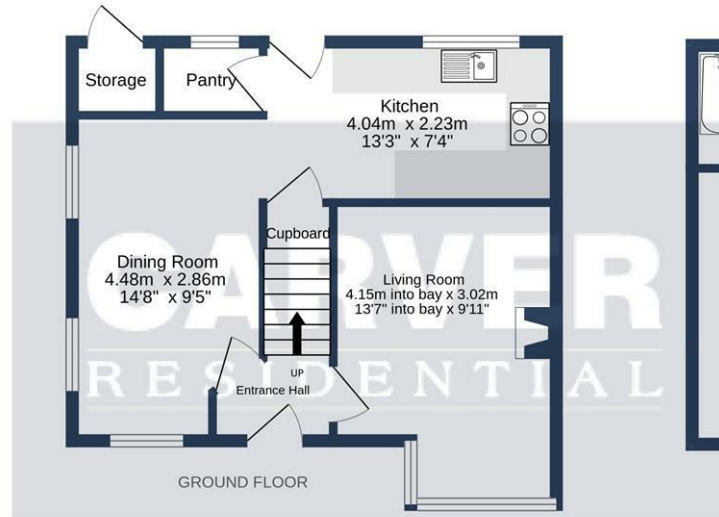 Storage
Pantry
Kitchen
4.04m x 2.23m
13'3" x 7'4"
Cupboard
Dining Room
4.48m x 2.86m
14'8" x 9'5"
Living Room
4.15m into bay x 3.02m
13'7" into bay x 9'11"
CARVER
RESIDENTIAL
UP
Entrance Hall
GROUND FLOOR